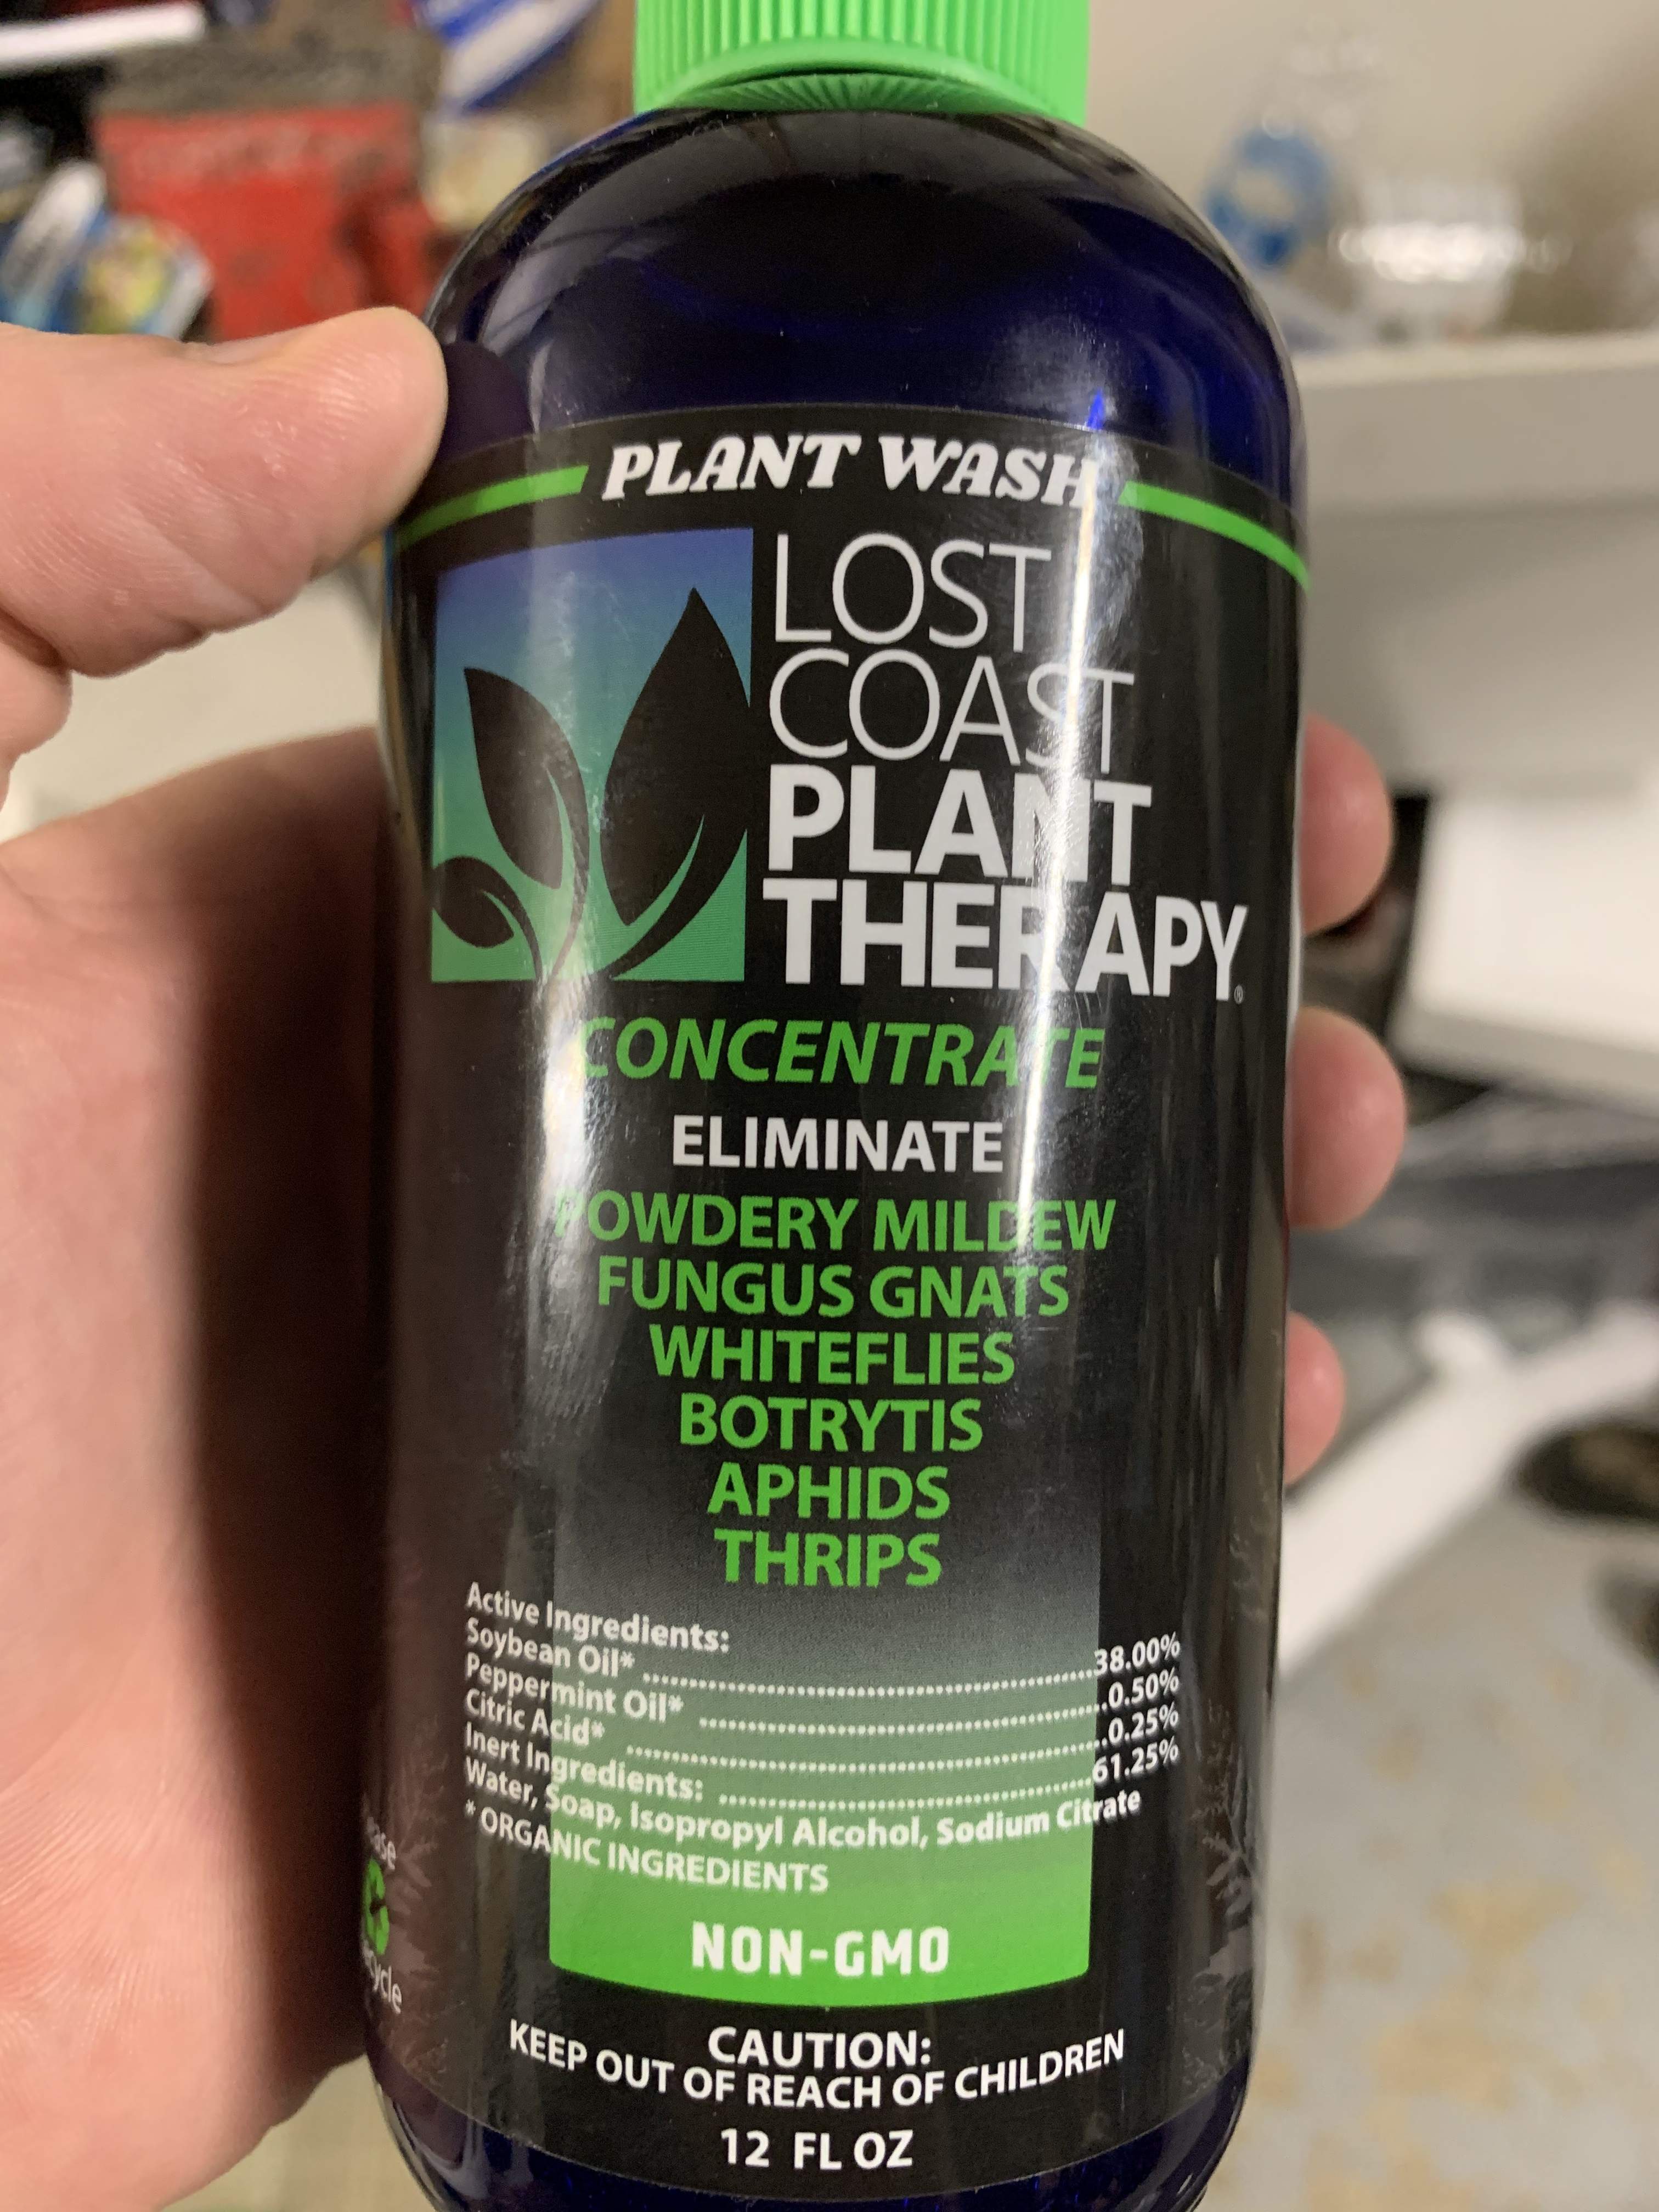 PLANT WASH
LOST
COAST
PLANT
THERAPY®
CONCENTRATE
ELIMINATE
POWDERY MILDEW
FUNGUS GNATS
WHITEFLIES
BOTRYTIS
APHIDS
THRIPS
Active Ingredients:
Soybean Oil* ........ 38.00%
Peppermint Oil* ........ 0.50%
Citric Acid* ........ 0.25%
Inert Ingredients: ........ 61.25%
Water, Soap, Isopropyl Alcohol, Sodium Citrate
* ORGANIC INGREDIENTS
NON-GMO
CAUTION:
KEEP OUT OF REACH OF CHILDREN
12 FL OZ